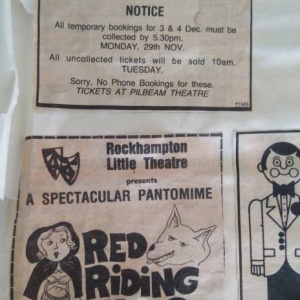 NOTICE
All temporary bookings for 3 & 4 Dec. must be
collected by 5.30pm.
MONDAY, 29th NOV.
All uncollected tickets will be sold 10am.
TUESDAY.
Sorry, No Phone Bookings for these.
TICKETS AT PILBEAM THEATRE
Rockhampton
Little Theatre
presents
A SPECTACULAR PANTOMIME
RED
RIDING